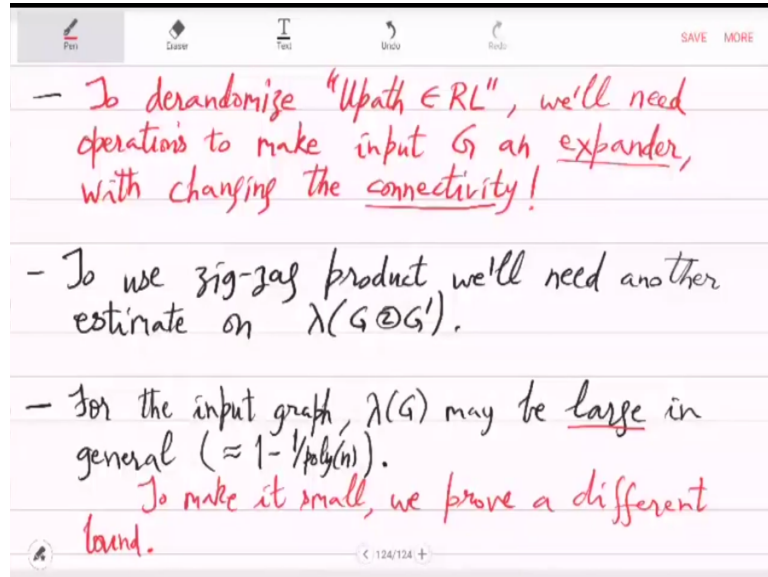 Pen Eraser Text Undo Redo SAVE MORE
— To derandomize "Upath ∈ RL", we'll need
operations to make input G an expander,
with changing the connectivity!
- To use zig-zag product, we'll need another
estimate on λ(GⓩG').
— For the input graph, λ(G) may be large in
general (≈ 1- 1/poly(n)).
To make it small, we prove a different
bound.
< 124/124 +